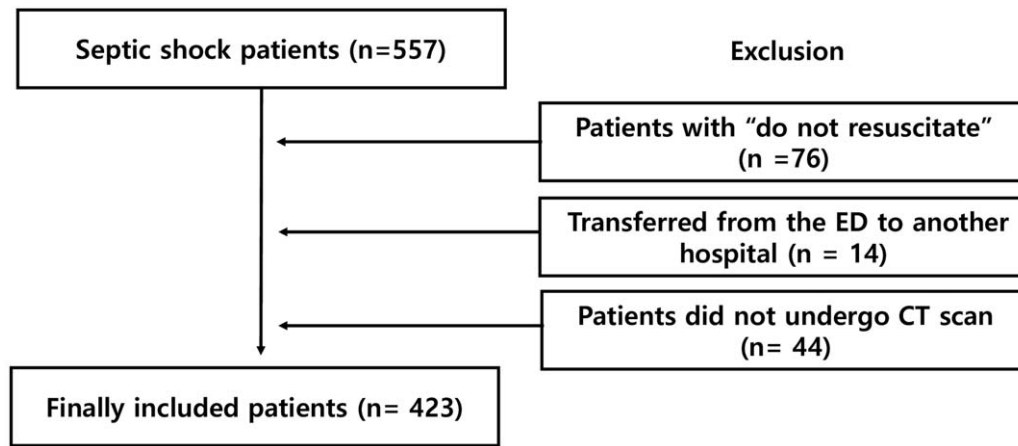 Septic shock patients (n=557)
Exclusion
Patients with “do not resuscitate”
(n =76)
Transferred from the ED to another
hospital (n = 14)
Patients did not undergo CT scan
(n= 44)
Finally included patients (n= 423)